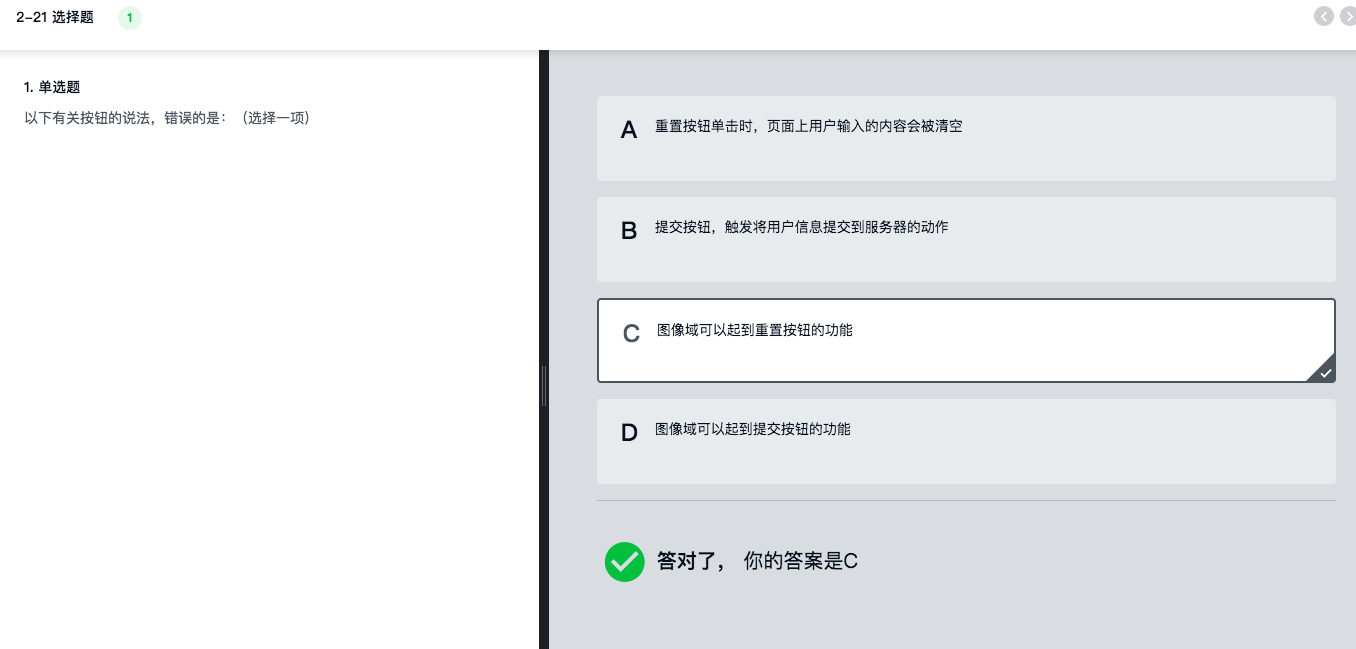 2-21 选择题 1
1. 单选题
以下有关按钮的说法，错误的是：（选择一项）
A 重置按钮单击时，页面上用户输入的内容会被清空
B 提交按钮，触发将用户信息提交到服务器的动作
C 图像域可以起到重置按钮的功能
D 图像域可以起到提交按钮的功能
答对了， 你的答案是C